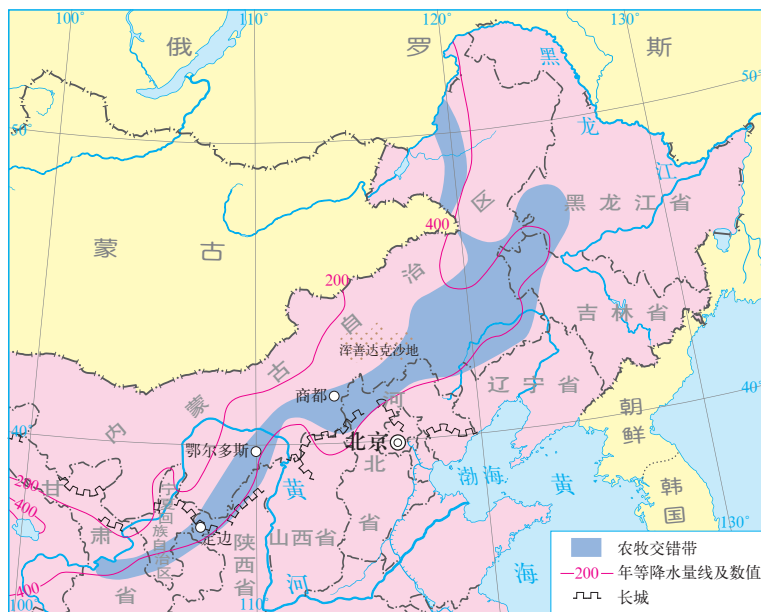 100°
110°
120°
130°
俄
罗
斯
黑
龙
江
50°
50°
蒙
古
区
黑龙江省
400
治
200
自
吉林省
浑善达克沙地
古
蒙
内
商都
河
辽宁省
40°
40°
鄂尔多斯
北京
朝
鲜
北
省
渤海
黄
海
韩
国
200
400
甘
肃
省
宁夏回族自治区
定边
黄
河
陕西省
山西省
400
100°
110°
130°
农牧交错带
200
年等降水量线及数值
长城